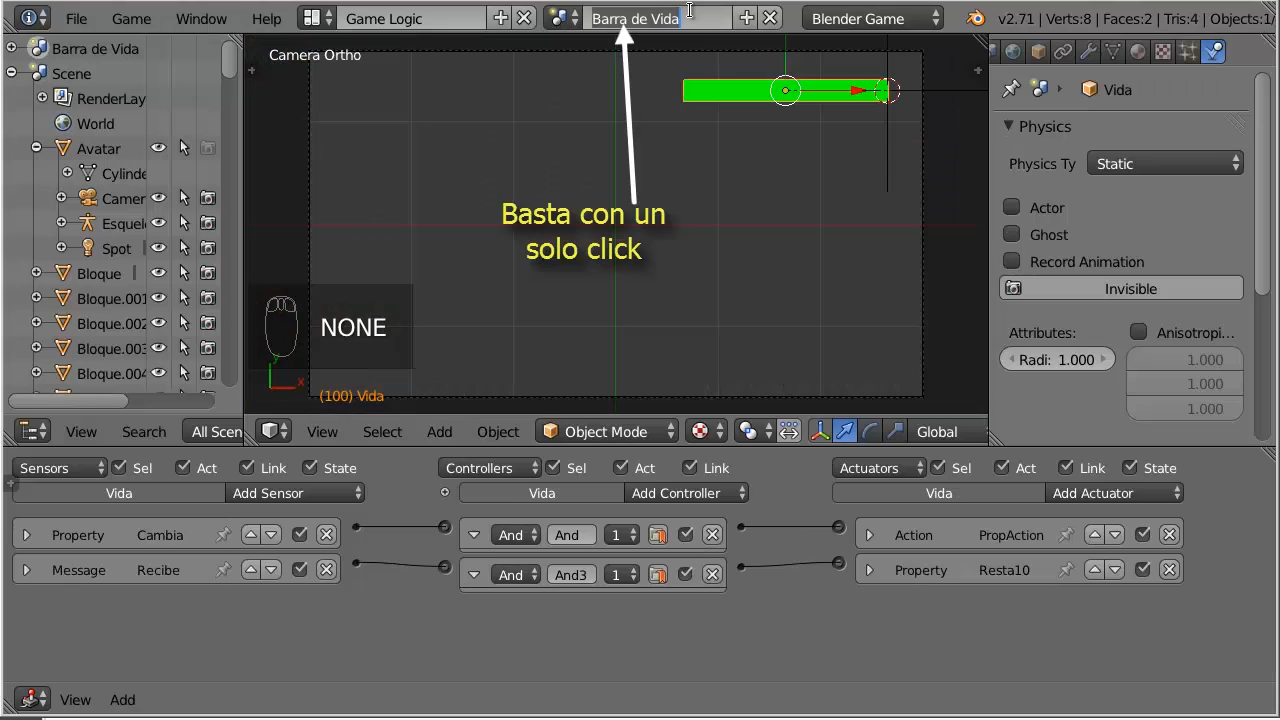 File Game Window Help Game Logic Barra de Vida Blender Game v2.71 | Verts:8 | Faces:2 | Tris:4 | Objects:1/
Barra de Vida
Scene
RenderLay
World
Avatar
Cylinde
Camer
Esquel
Spot
Bloque
Bloque.001
Bloque.002
Bloque.003
Bloque.004
View Search All Scen
Camera Ortho
Basta con un
solo click
NONE
y
x
(100) Vida
View Select Add Object Object Mode Global
Vida
Physics
Physics Ty Static
Actor
Ghost
Record Animation
Invisible
Attributes: Anisotropi...
Radi: 1.000 1.000
1.000
1.000
Sensors Sel Act Link State Controllers Sel Act Link Actuators Sel Act Link State
Vida Add Sensor Vida Add Controller Vida Add Actuator
Property Cambia And And 1 Action PropAction
Message Recibe And And3 1 Property Resta10
View Add